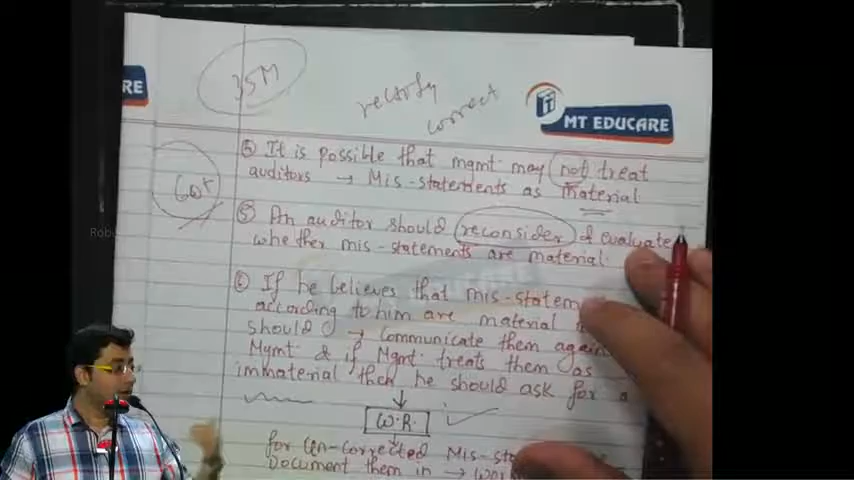 35M
rectify
correct
RE
MT EDUCARE
⑤ It is possible that mgmt may not treat
auditors → Mis-statements as material
⑤ An auditor should reconsider & evaluate
whether mis-statements are material.
⑥ If he believes that mis-statem
according to him are material
should → communicate them again
Mgmt & if Mgmt treats them as
immaterial then he should ask for a
W.R.
for Un-corrected Mis-sta
Document them in → Wor